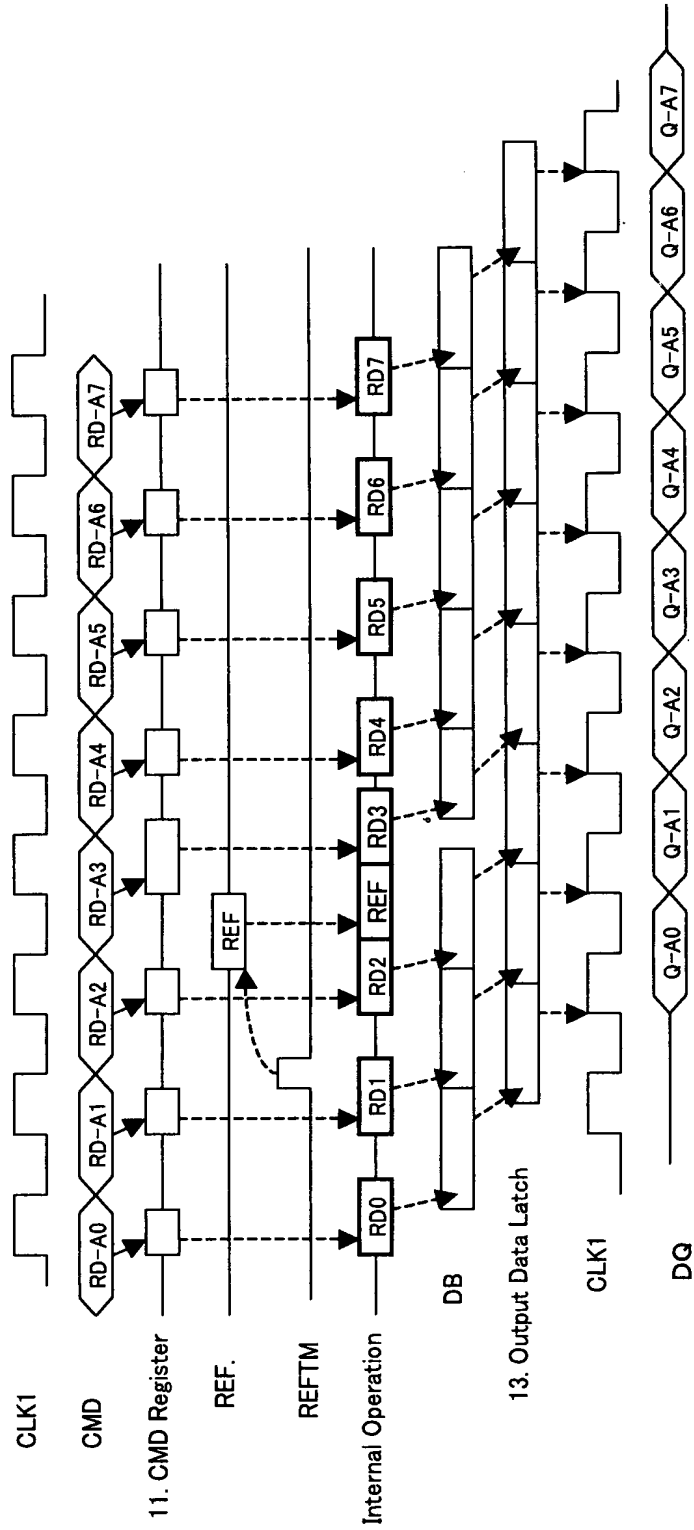 CLK1
CMD RD-A0 RD-A1 RD-A2 RD-A3 RD-A4 RD-A5 RD-A6 RD-A7
11. CMD Register
REF. REF
REFTM
Internal Operation RD0 RD1 RD2 REF RD3 RD4 RD5 RD6 RD7
DB
13. Output Data Latch
CLK1
DQ Q-A0 Q-A1 Q-A2 Q-A3 Q-A4 Q-A5 Q-A6 Q-A7